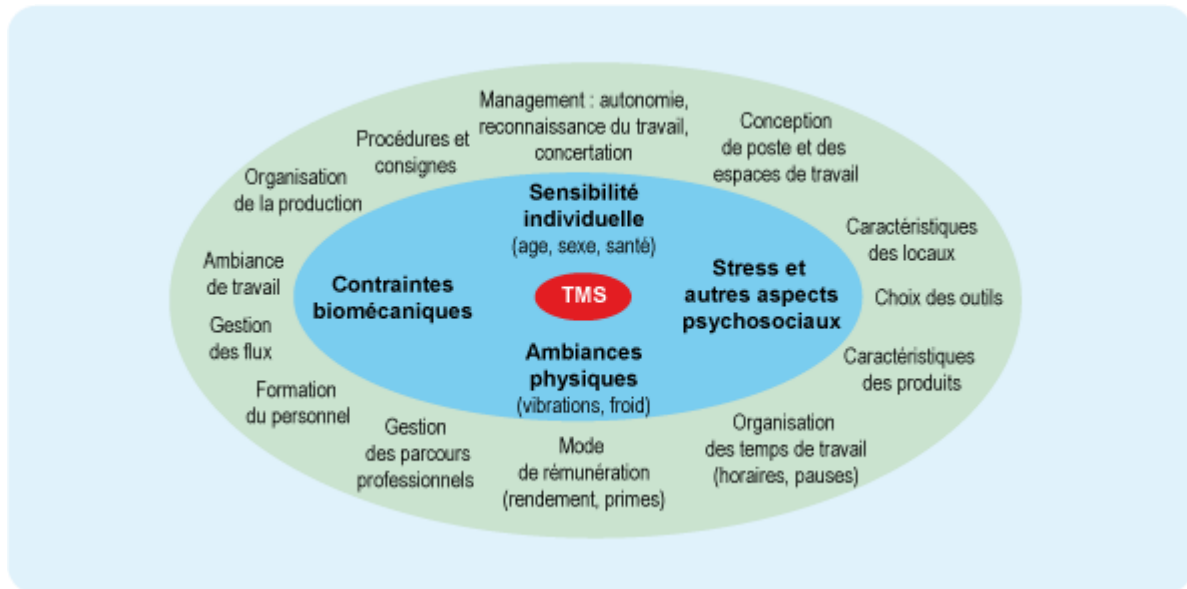 Management : autonomie,
reconnaissance du travail,
concertation
Procédures et
consignes
Conception
de poste et des
espaces de travail
Organisation
de la production
Sensibilité
individuelle
(age, sexe, santé)
Caractéristiques
des locaux
Ambiance
de travail
Contraintes
biomécaniques
TMS
Stress et
autres aspects
psychosociaux
Choix des outils
Gestion
des flux
Ambiances
physiques
(vibrations, froid)
Caractéristiques
des produits
Formation
du personnel
Gestion
des parcours
professionnels
Mode
de rémunération
(rendement, primes)
Organisation
des temps de travail
(horaires, pauses)